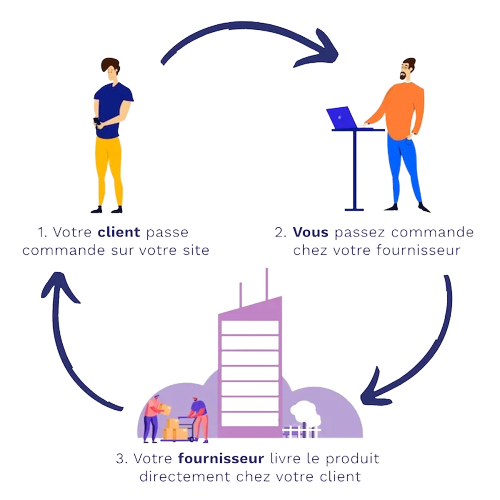 1. Votre client passe
commande sur votre site
2. Vous passez commande
chez votre fournisseur
3. Votre fournisseur livre le produit
directement chez votre client